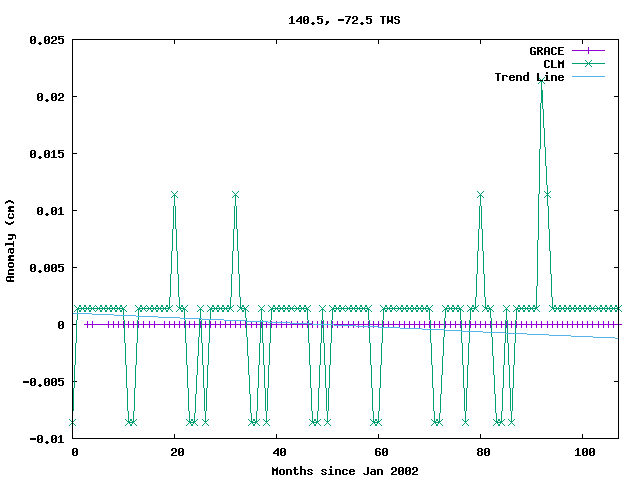 140.5, -72.5 TWS
GRACE
CLM
Trend Line
0.025
0.02
0.015
0.01
0.005
0
-0.005
-0.01
Anomaly (cm)
0 20 40 60 80 100
Months since Jan 2002